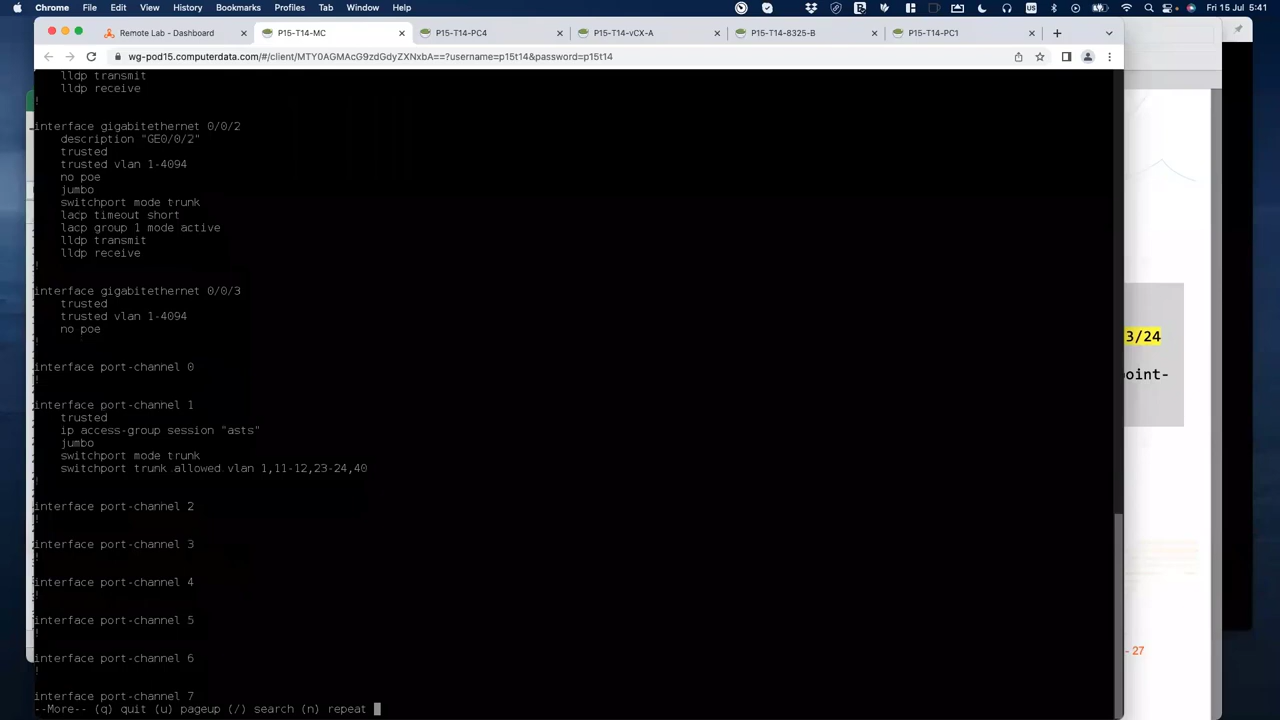 Chrome File Edit View History Bookmarks Profiles Tab Window Help Fri 15 Jul 5:41
Remote Lab - Dashboard P15-T14-MC P15-T14-PC4 P15-T14-vCX-A P15-T14-8325-B P15-T14-PC1
wg-pod15.computerdata.com/#/client/MTY0AGMAcG9zdGdyZXNxbA==?username=p15t14&password=p15t14
lldp transmit
lldp receive
!
interface gigabitethernet 0/0/2
description "GE0/0/2"
trusted
trusted vlan 1-4094
no poe
jumbo
switchport mode trunk
lacp timeout short
lacp group 1 mode active
lldp transmit
lldp receive
!
interface gigabitethernet 0/0/3
trusted
trusted vlan 1-4094
no poe
!
interface port-channel 0
!
interface port-channel 1
trusted
ip access-group session "asts"
jumbo
switchport mode trunk
switchport trunk allowed vlan 1,11-12,23-24,40
!
interface port-channel 2
!
interface port-channel 3
!
interface port-channel 4
!
interface port-channel 5
!
interface port-channel 6
!
interface port-channel 7
--More-- (q) quit (u) pageup (/) search (n) repeat
3/24
point-
- 27